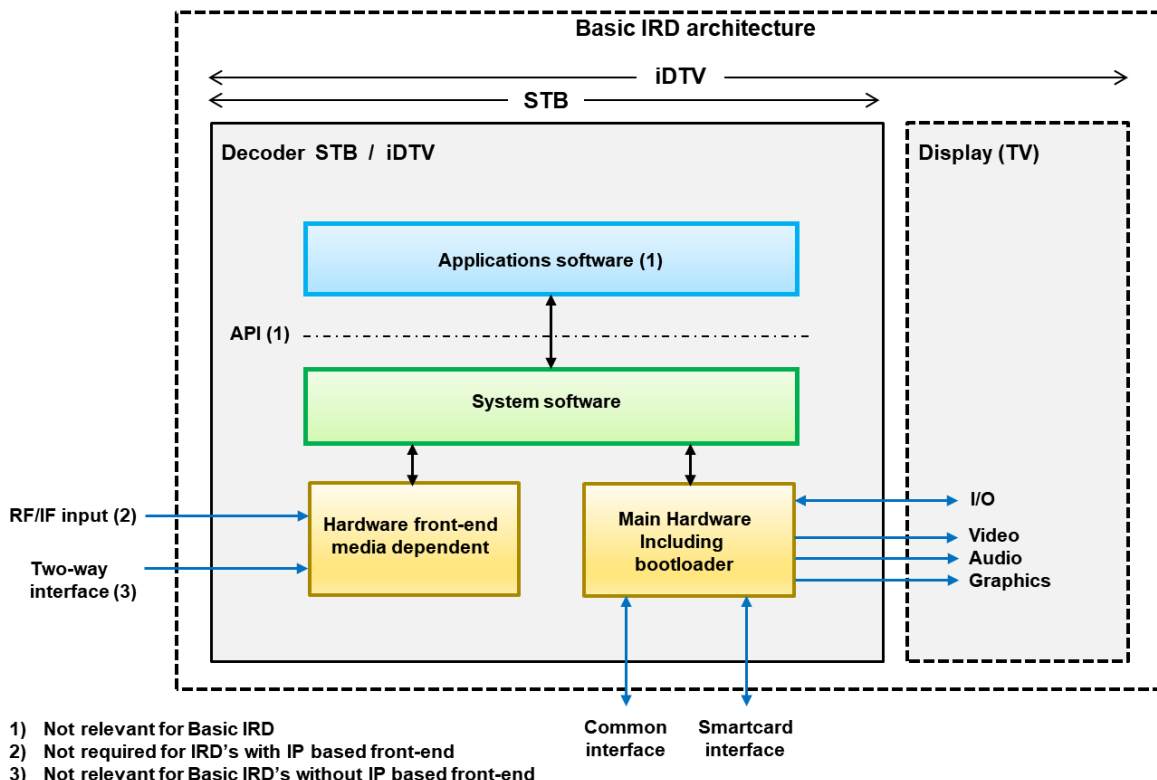 Basic IRD architecture
iDTV
STB
Decoder STB / iDTV
Display (TV)
Applications software (1)
API (1)
System software
RF/IF input (2)
Two-way
interface (3)
Hardware front-end
media dependent
Main Hardware
Including
bootloader
I/O
Video
Audio
Graphics
Common
interface
Smartcard
interface
1) Not relevant for Basic IRD
2) Not required for IRD's with IP based front-end
3) Not relevant for Basic IRD's without IP based front-end